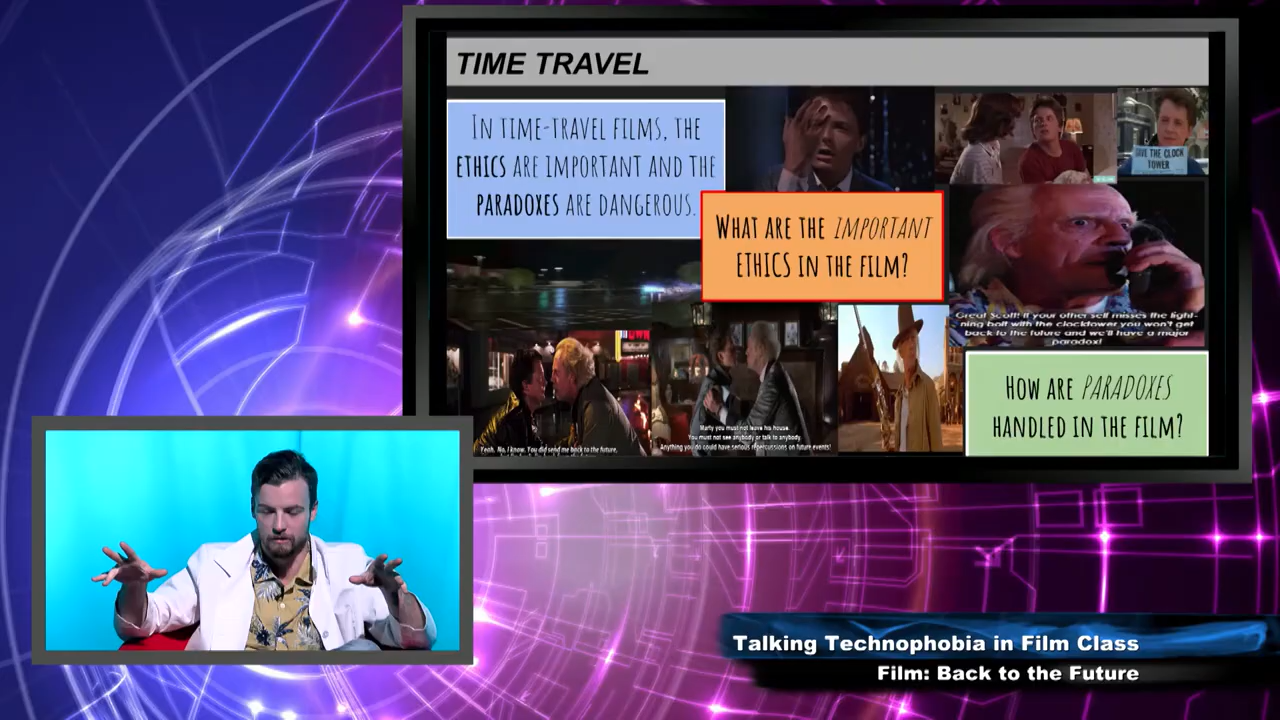 TIME TRAVEL
In time-travel films, the
ethics are important and the
paradoxes are dangerous.
What are the important
ethics in the film?
SAVE THE CLOCK
TOWER
Great Scott! If your other self misses the light-
ning bolt with the clocktower you won't get
back to the future and we'll have a major
paradox!
How are paradoxes
handled in the film?
Yeah. No, I know. You did send me back to the future,
Marty you must not leave his house.
You must not see anybody or talk to anybody.
Anything you do could have serious repercussions on future events!
Talking Technophobia in Film Class
Film: Back to the Future